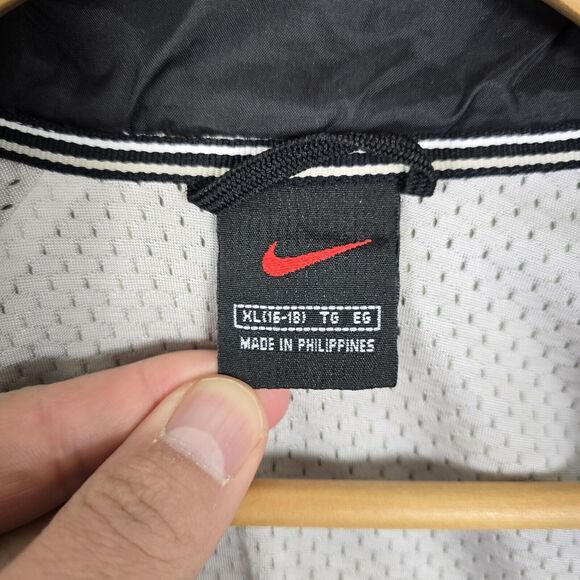 XL(16-18) TG EG
MADE IN PHILIPPINES